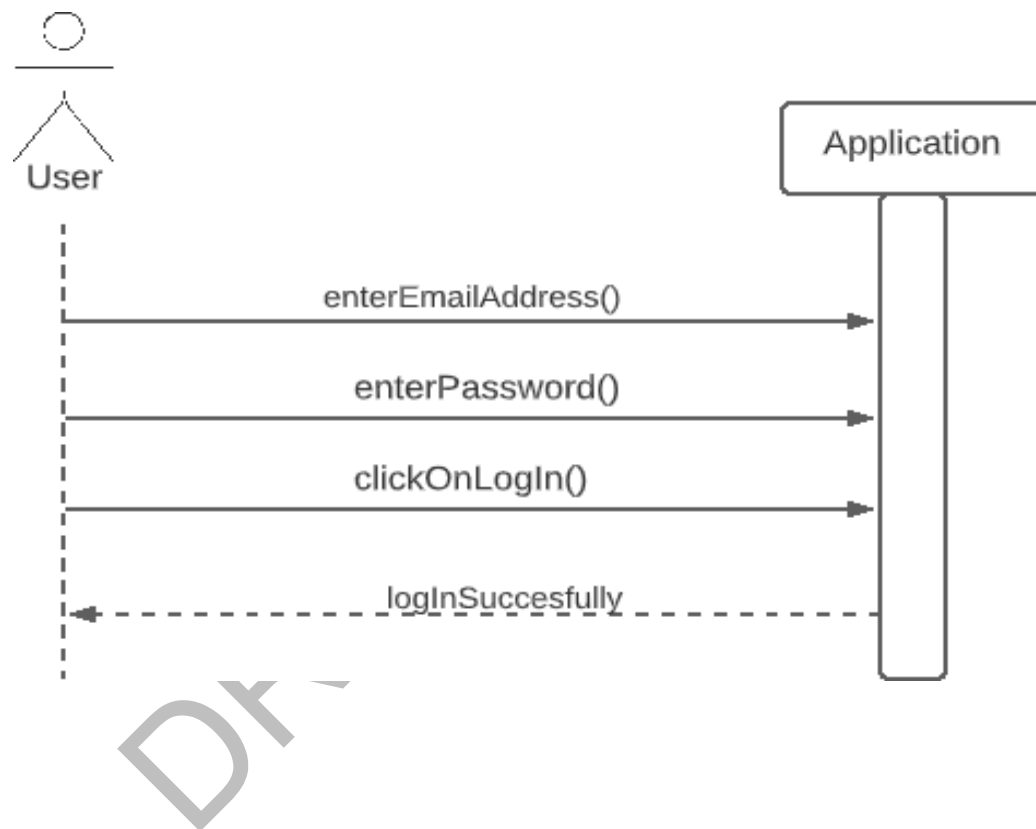 User
Application
enterEmailAddress()
enterPassword()
clickOnLogIn()
logInSuccesfully